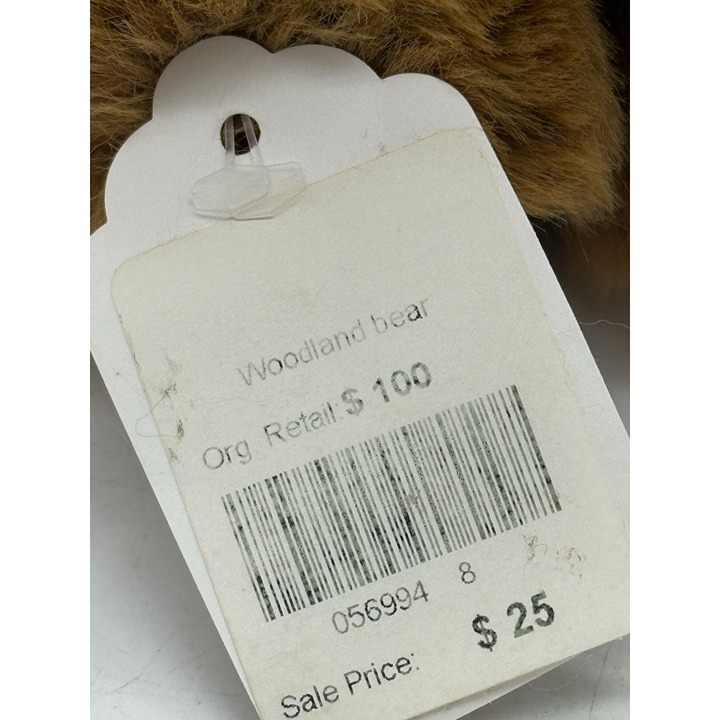 Woodland bear
Org Retail: $ 100
056994 8
$ 25
Sale Price: